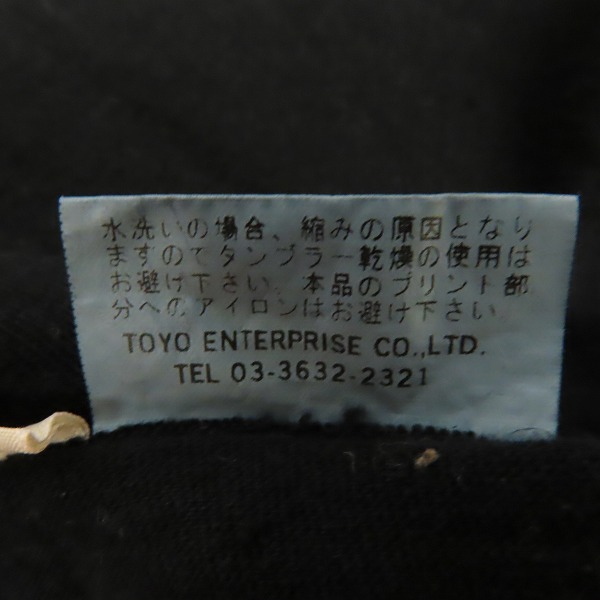 水洗いの場合、縮みの原因となり
ますのでタンブラー乾燥の使用は
お避け下さい。本品のプリント部
分へのアイロンはお避け下さい。
TOYO ENTERPRISE CO.,LTD.
TEL 03-3632-2321